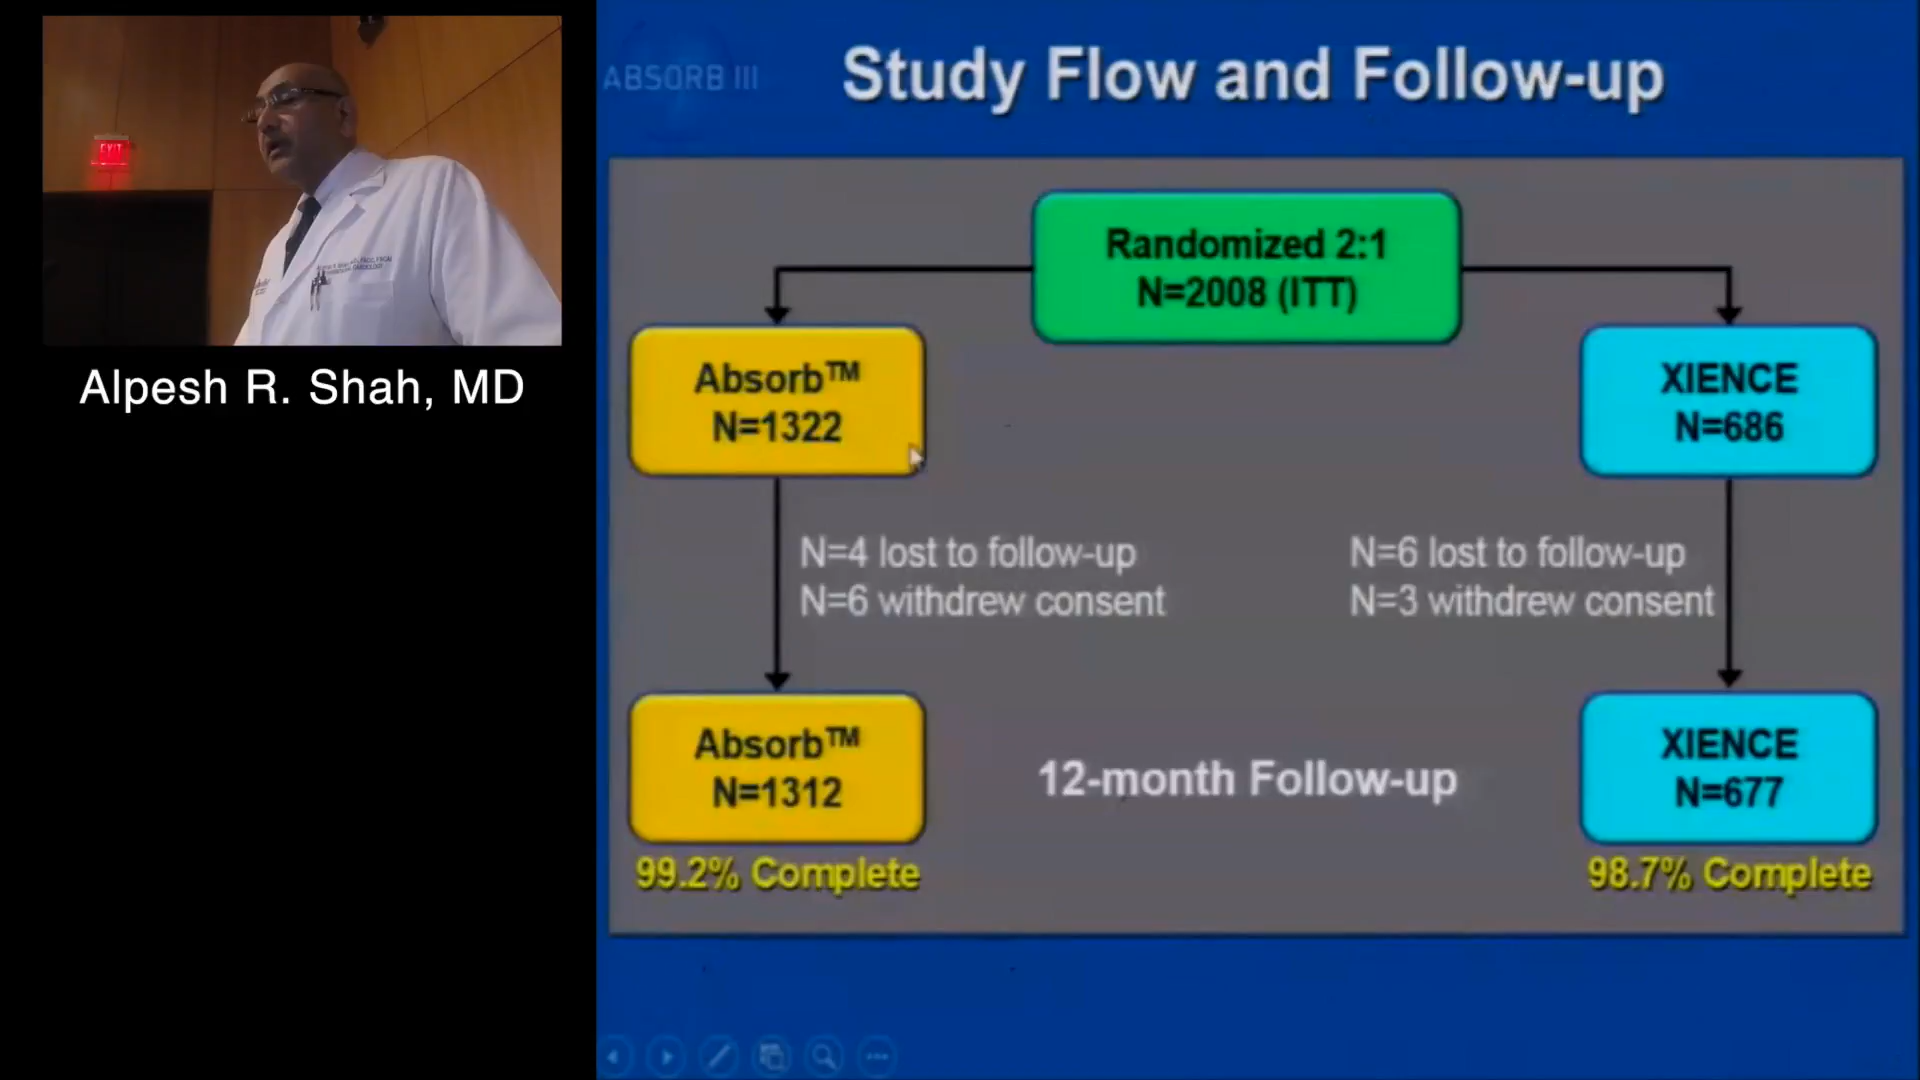 EXIT
Alpesh R. Shah, MD
ABSORB III
Study Flow and Follow-up
Randomized 2:1
N=2008 (ITT)
Absorb™
N=1322
XIENCE
N=686
N=4 lost to follow-up
N=6 withdrew consent
N=6 lost to follow-up
N=3 withdrew consent
Absorb™
N=1312
99.2% Complete
12-month Follow-up
XIENCE
N=677
98.7% Complete